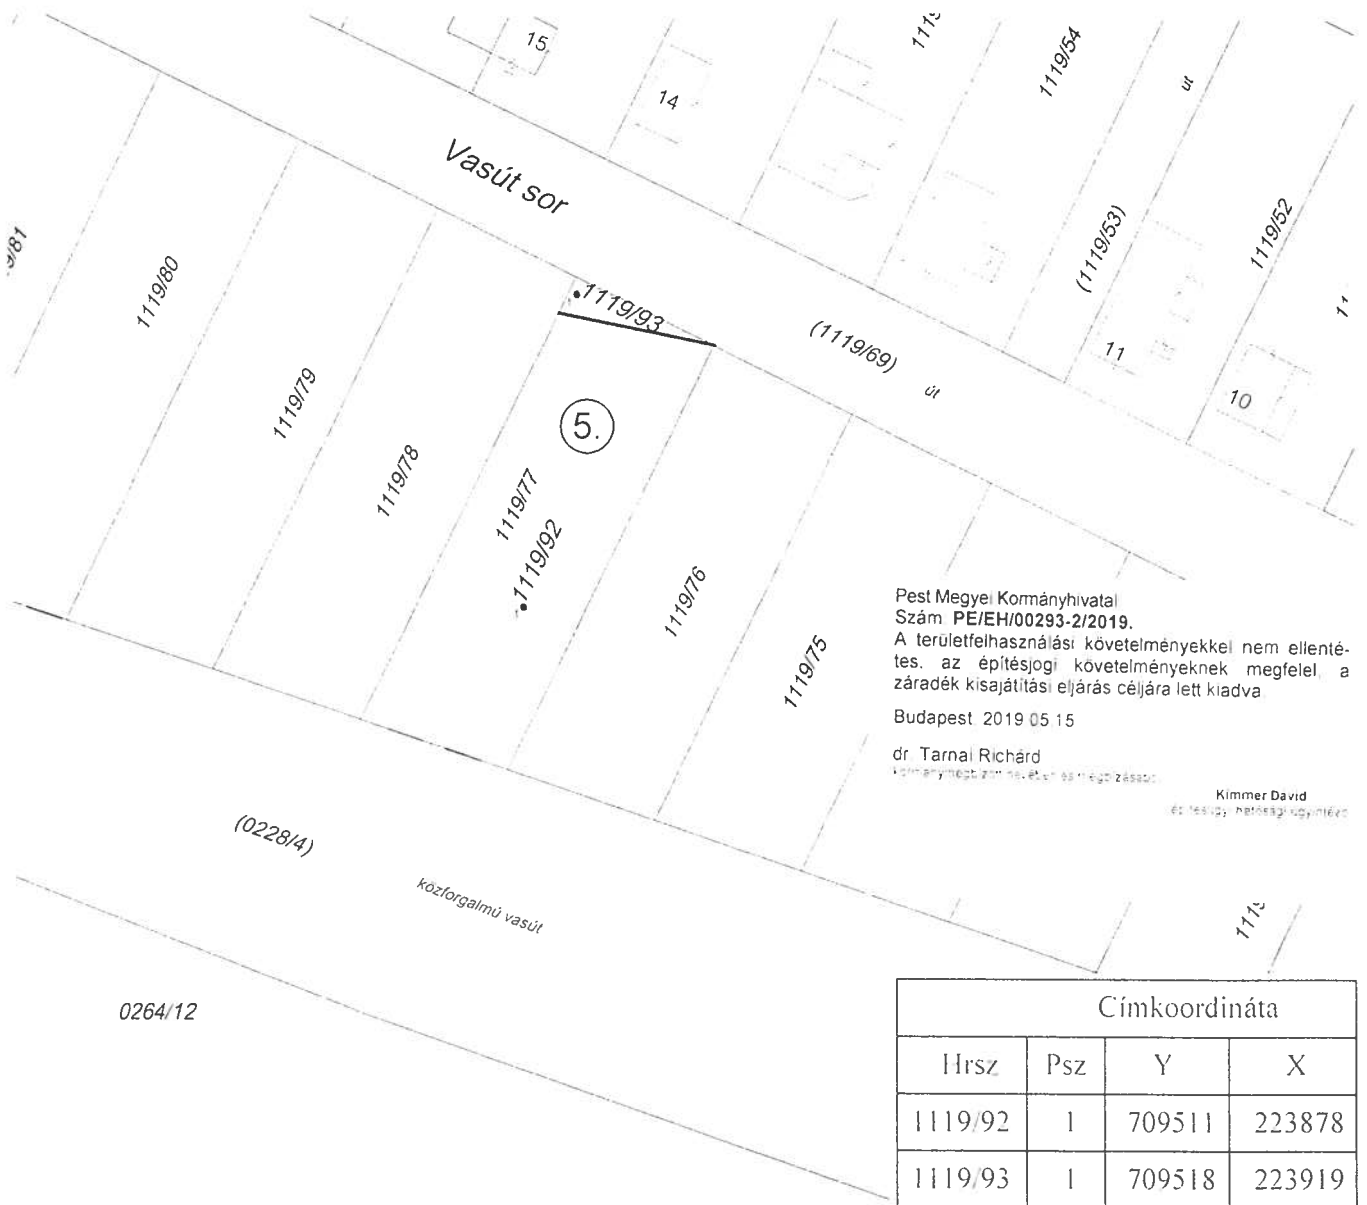 15
14
1119/54
út
Vasút sor
(1119/53)
1119/52
1119/80
•1119/93
(1119/69) út
11
10
1119/79
5.
1119/78
1119/77
•1119/92
1119/76
1119/75
Pest Megyei Kormányhivatal
Szám: PE/EH/00293-2/2019.
A területfelhasználási követelményekkel nem ellenté-
tes, az építésjogi követelményeknek megfelel, a
záradék kisajátítási eljárás céljára lett kiadva.
Budapest 2019.05.15
dr. Tarnai Richárd
Kimmer Dávid
(0228/4)
közforgalmú vasút
0264/12
Címkoordináta
Hrsz Psz Y X
1119/92 1 709511 223878
1119/93 1 709518 223919